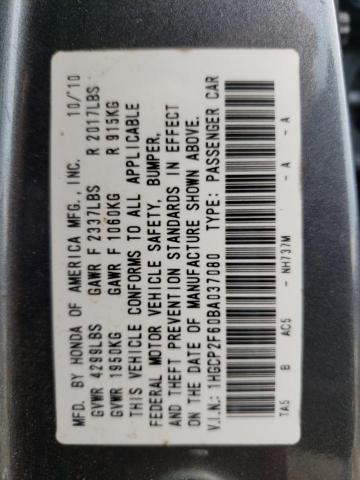 MFD. BY HONDA OF AMERICA MFG., INC. 10/'10
GVWR 4299LBS GAWR F 2337LBS R 2017LBS
GVWR 1950KG GAWR F 1060KG R 915KG
THIS VEHICLE CONFORMS TO ALL APPLICABLE
FEDERAL MOTOR VEHICLE SAFETY, BUMPER,
AND THEFT PREVENTION STANDARDS IN EFFECT
ON THE DATE OF MANUFACTURE SHOWN ABOVE.
V.I.N.: 1HGCP2F60BA037060 TYPE: PASSENGER CAR
TA5 B AC5 - NH737M - A - A